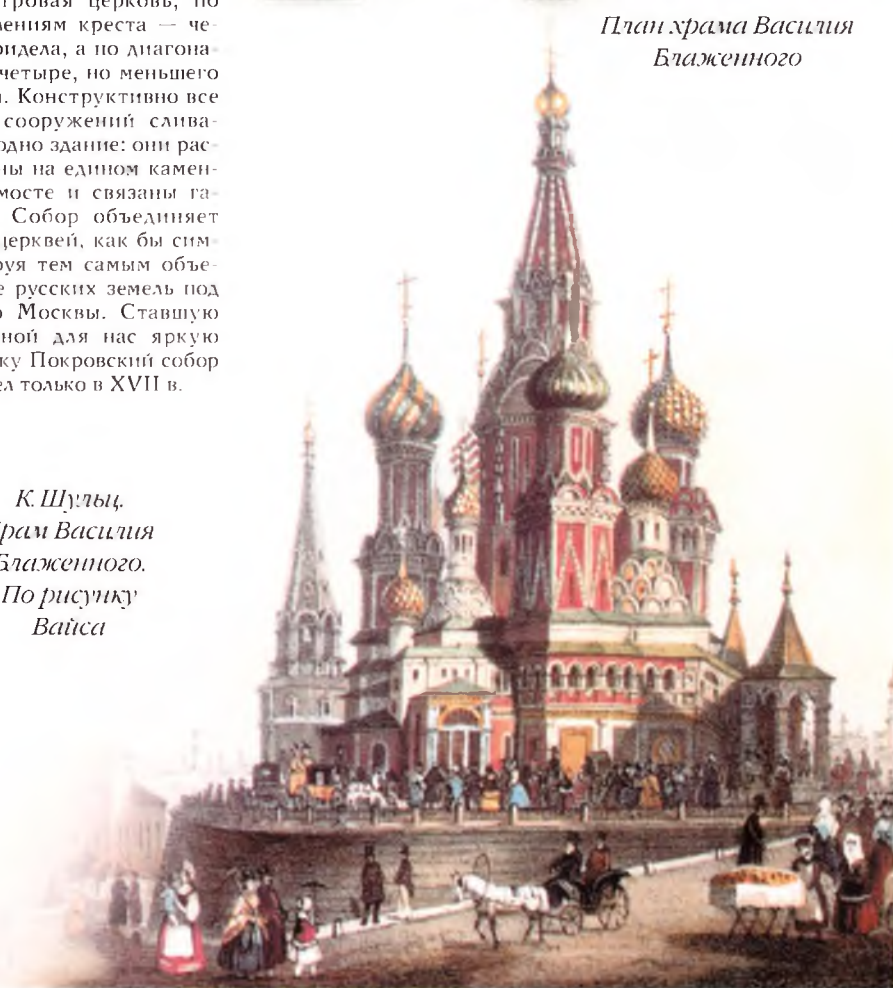 тровая церковь, по
лениям креста — че-
ридела, а по диагона-
четыре, но меньшего
Конструктивно все
сооружений слива-
одно здание: они рас-
ны на едином камен-
мосте и связаны га-
Собор объединяет
церквей, как бы сим-
руя тем самым объе-
е русских земель под
Москвы. Ставшую
ной для нас яркую
ку Покровский собор
ел только в XVII в.
К. Шульц.
рам Василия
Блаженного.
По рисунку
Вайса
План храма Василия
Блаженного